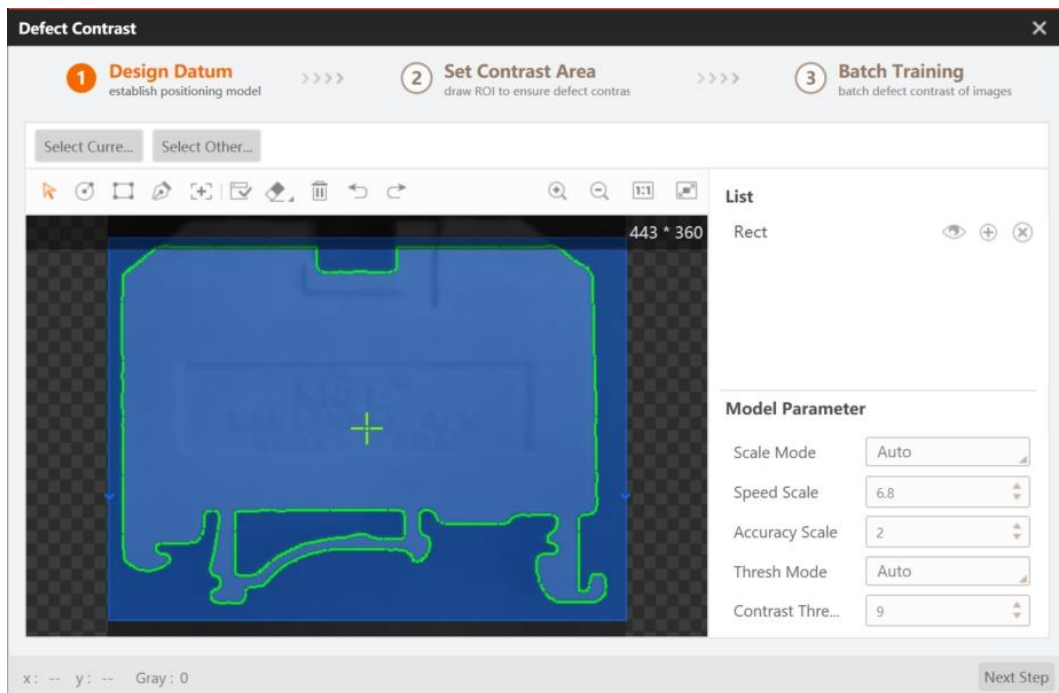 Defect Contrast
1 Design Datum >>>> 2 Set Contrast Area >>>> 3 Batch Training
establish positioning model draw ROI to ensure defect contras batch defect contrast of images
Select Curre... Select Other...
1:1
List
443 * 360
Rect
Model Parameter
Scale Mode Auto
Speed Scale 6.8
Accuracy Scale 2
Thresh Mode Auto
Contrast Thre... 9
x : -- y : -- Gray : 0
Next Step